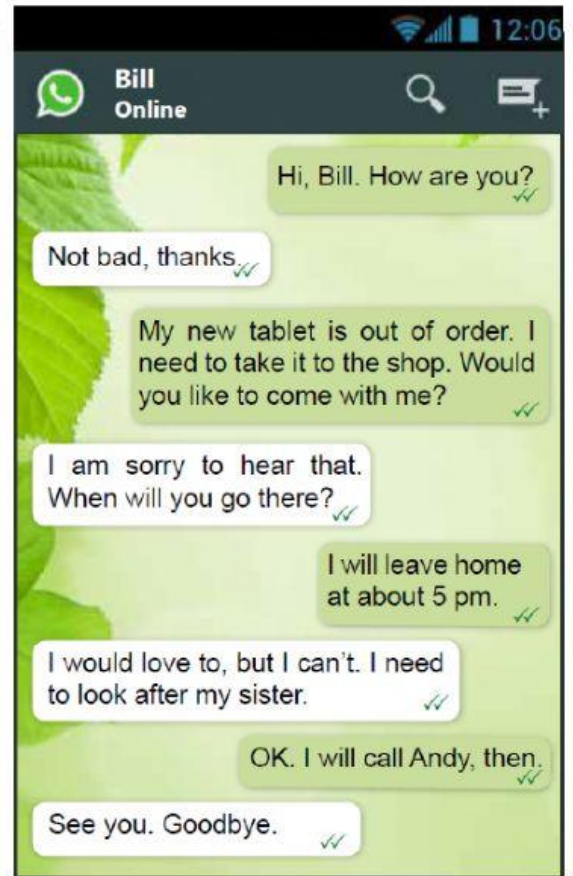 12:06
Bill
Online
Hi, Bill. How are you?
Not bad, thanks.
My new tablet is out of order. I
need to take it to the shop. Would
you like to come with me?
I am sorry to hear that.
When will you go there?
I will leave home
at about 5 pm.
I would love to, but I can't. I need
to look after my sister.
OK. I will call Andy, then.
See you. Goodbye.